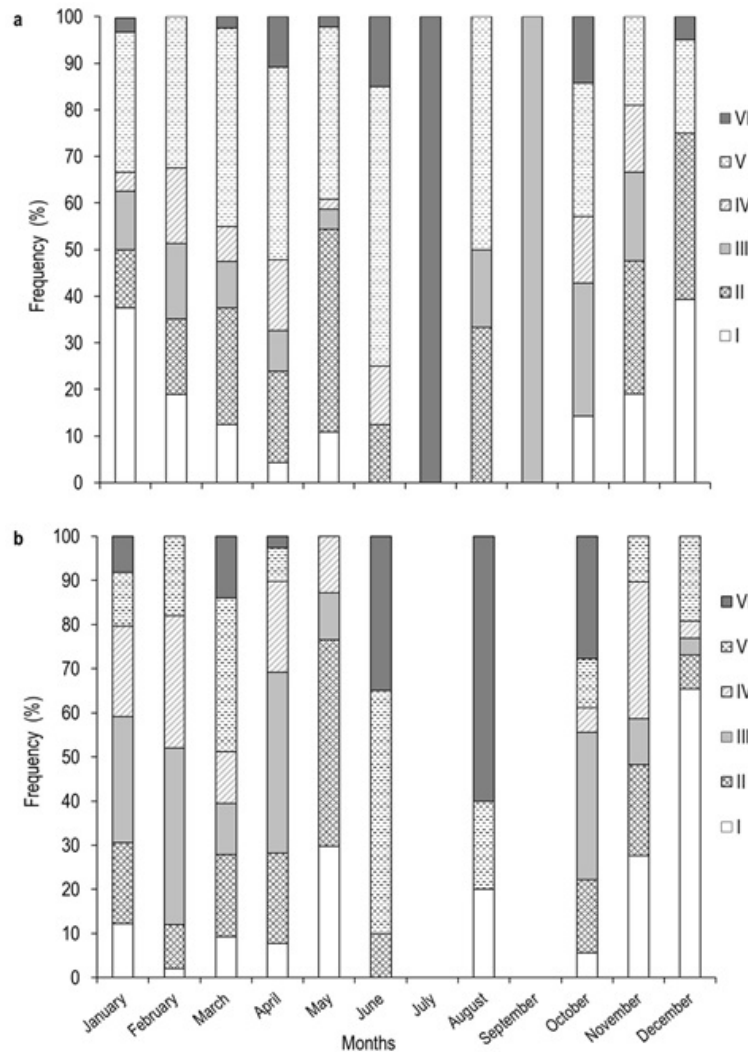 a
100
90
80
70
60
50
40
30
20
10
0
Frequency (%)
VI
V
IV
III
II
I
b
100
90
80
70
60
50
40
30
20
10
0
Frequency (%)
V
V
IV
III
II
I
January
February
March
April
May
June
July
August
September
October
November
December
Months